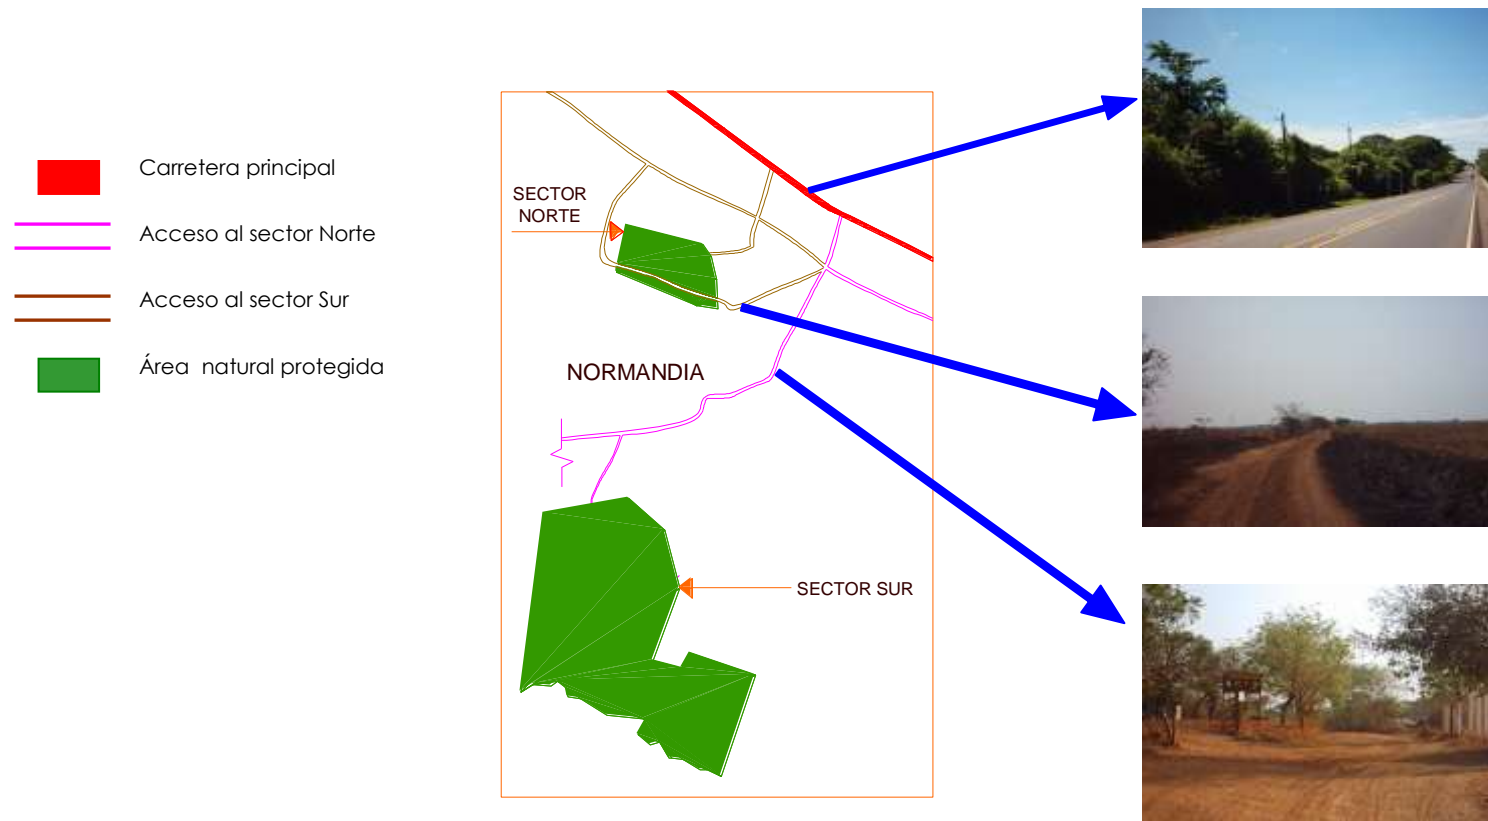 Carretera principal
Acceso al sector Norte
Acceso al sector Sur
Área natural protegida
SECTOR
NORTE
NORMANDIA
SECTOR SUR